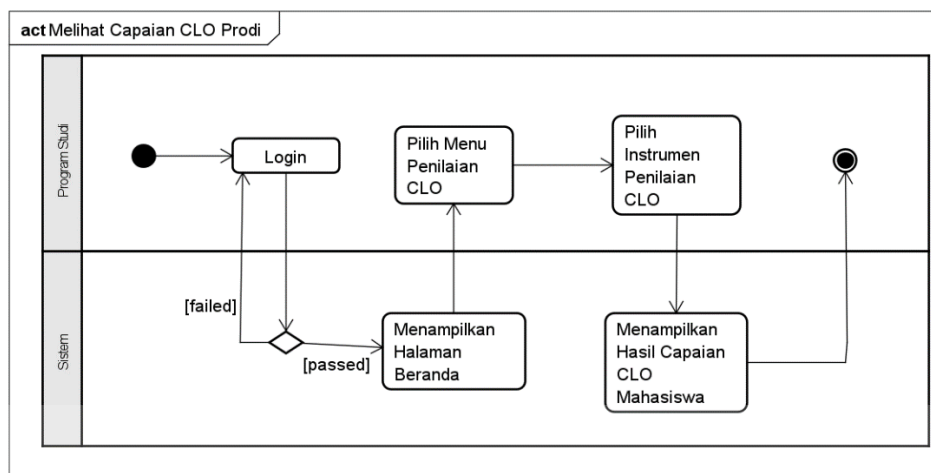 act Melihat Capaian CLO Prodi
Program Studi
Login
Pilih Menu
Penilaian
CLO
Pilih
Instrumen
Penilaian
CLO
Sistem
[failed]
[passed]
Menampilkan
Halaman
Beranda
Menampilkan
Hasil Capaian
CLO
Mahasiswa